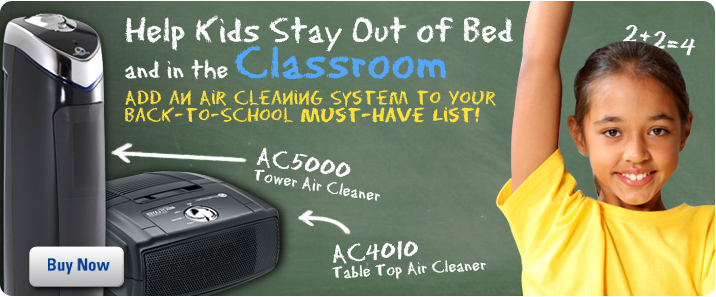 Help Kids Stay Out of Bed
and in the Classroom
ADD AN AIR CLEANING SYSTEM TO YOUR
BACK-TO-SCHOOL MUST-HAVE LIST!
2+2=4
AC5000
Tower Air Cleaner
AC4010
Table Top Air Cleaner
Buy Now